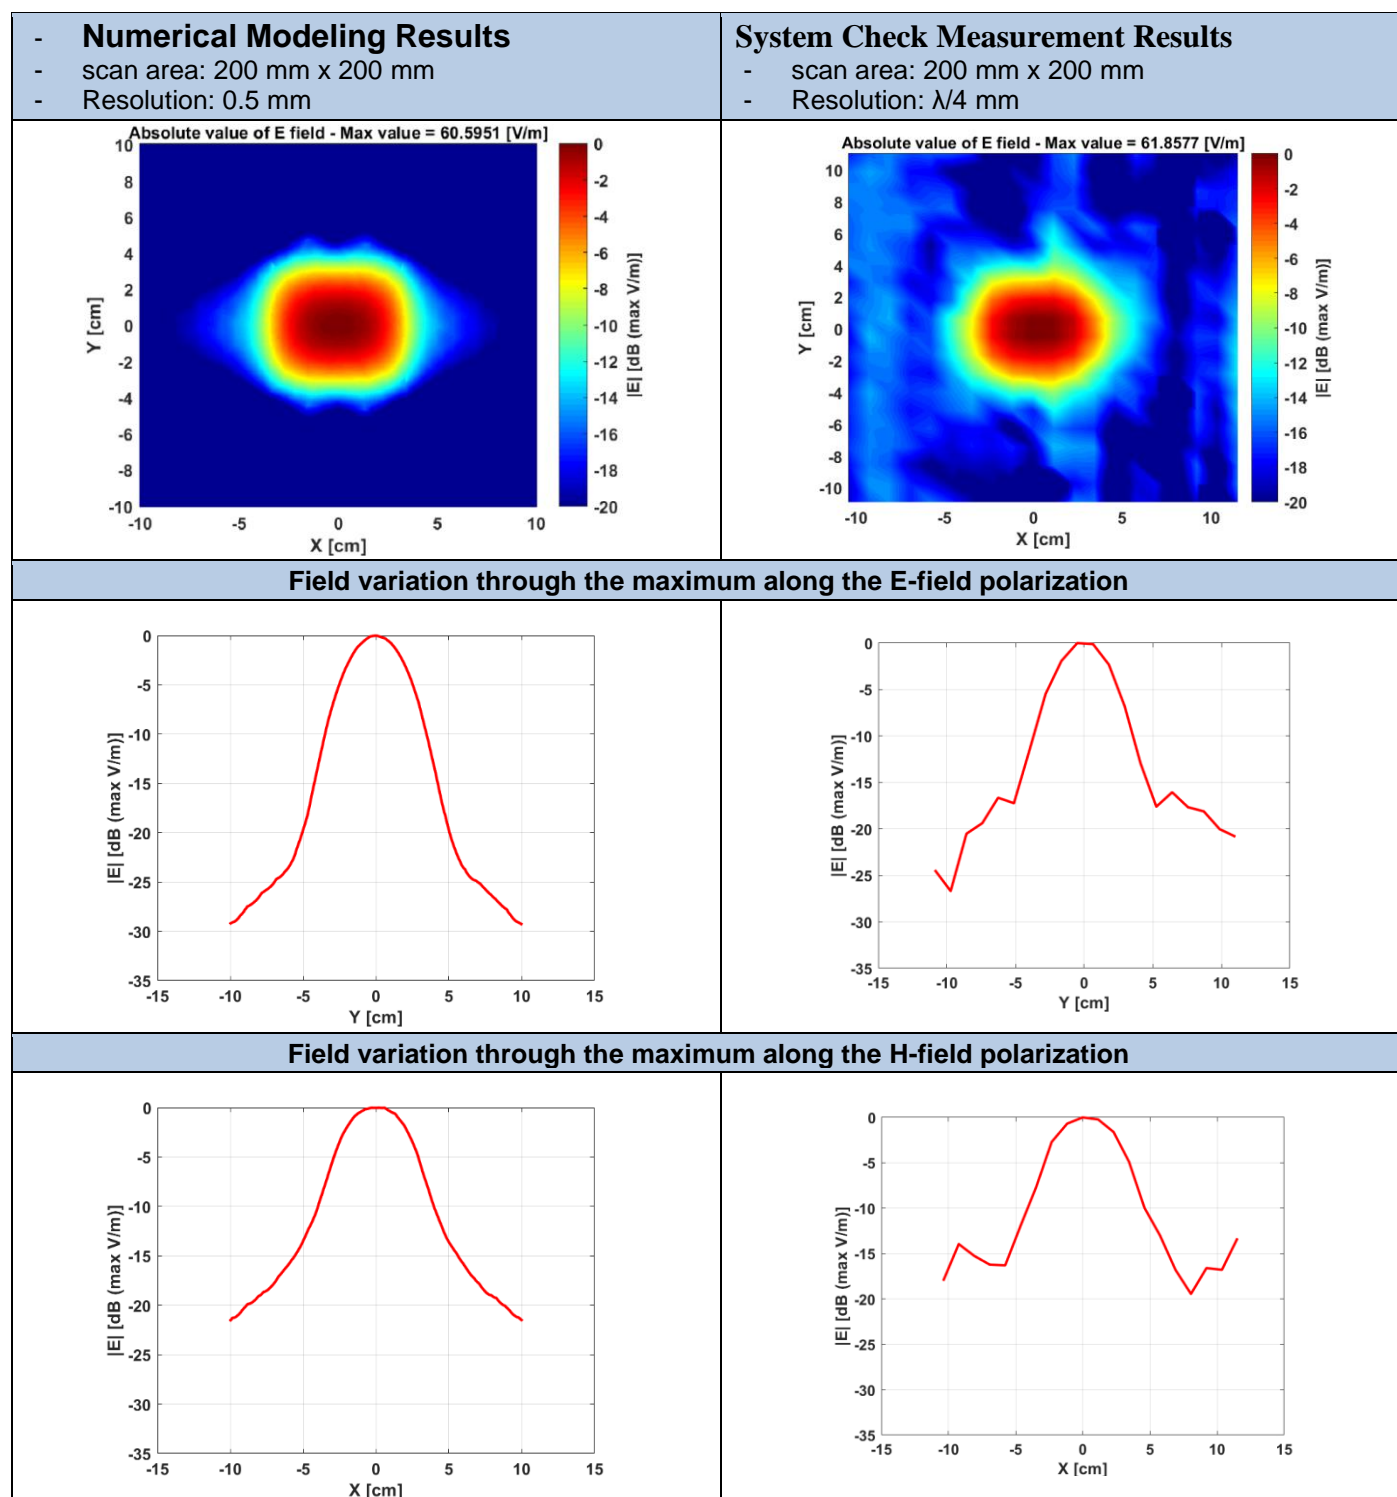 - Numerical Modeling Results
- scan area: 200 mm x 200 mm
- Resolution: 0.5 mm
System Check Measurement Results
- scan area: 200 mm x 200 mm
- Resolution: λ/4 mm
Absolute value of E field - Max value = 60.5951 [V/m]
10
8
6
4
2
0
-2
-4
-6
-8
-10
Y [cm]
-10 -5 0 5 10
X [cm]
0
-2
-4
-6
-8
-10
-12
-14
-16
-18
-20
|E| [dB (max V/m)]
Absolute value of E field - Max value = 61.8577 [V/m]
10
8
6
4
2
0
-2
-4
-6
-8
-10
Y [cm]
-10 -5 0 5 10
X [cm]
0
-2
-4
-6
-8
-10
-12
-14
-16
-18
-20
|E| [dB (max V/m)]
Field variation through the maximum along the E-field polarization
0
-5
-10
-15
-20
-25
-30
-35
|E| [dB (max V/m)]
-15 -10 -5 0 5 10 15
Y [cm]
0
-5
-10
-15
-20
-25
-30
-35
|E| [dB (max V/m)]
-15 -10 -5 0 5 10 15
Y [cm]
Field variation through the maximum along the H-field polarization
0
-5
-10
-15
-20
-25
-30
-35
|E| [dB (max V/m)]
-15 -10 -5 0 5 10 15
X [cm]
0
-5
-10
-15
-20
-25
-30
-35
|E| [dB (max V/m)]
-15 -10 -5 0 5 10 15
X [cm]